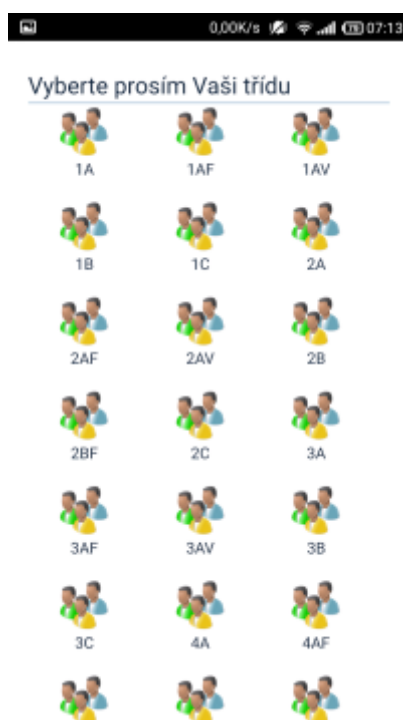 0,00K/s 75 07:13
Vyberte prosím Vaši třídu
1A 1AF 1AV
1B 1C 2A
2AF 2AV 2B
2BF 2C 3A
3AF 3AV 3B
3C 4A 4AF